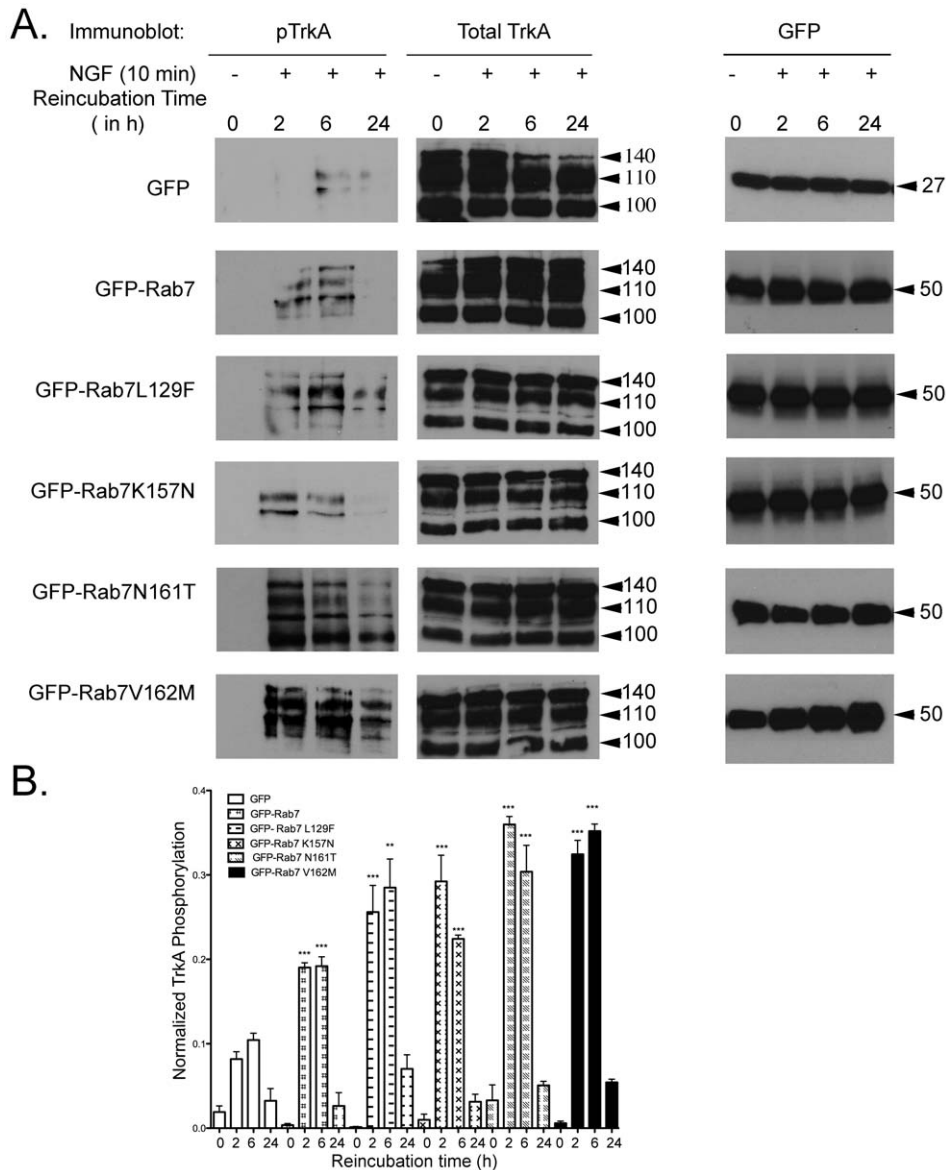 A. Immunoblot: pTrkA Total TrkA GFP
NGF (10 min) - + + + - + + + - + + +
Reincubation Time
( in h) 0 2 6 24 0 2 6 24 0 2 6 24
GFP 140 110 100 27
GFP-Rab7 140 110 100 50
GFP-Rab7L129F 140 110 100 50
GFP-Rab7K157N 140 110 100 50
GFP-Rab7N161T 140 110 100 50
GFP-Rab7V162M 140 110 100 50
B.
Normalized TrkA Phosphorylation
0.4
0.3
0.2
0.1
0.0
GFP
GFP-Rab7
GFP- Rab7 L129F
GFP-Rab7 K157N
GFP-Rab7 N161T
GFP-Rab7 V162M
*** *** *** ** *** *** *** *** *** ***
0 2 6 24 0 2 6 24 0 2 6 24 0 2 6 24 0 2 6 24 0 2 6 24
Reincubation time (h)